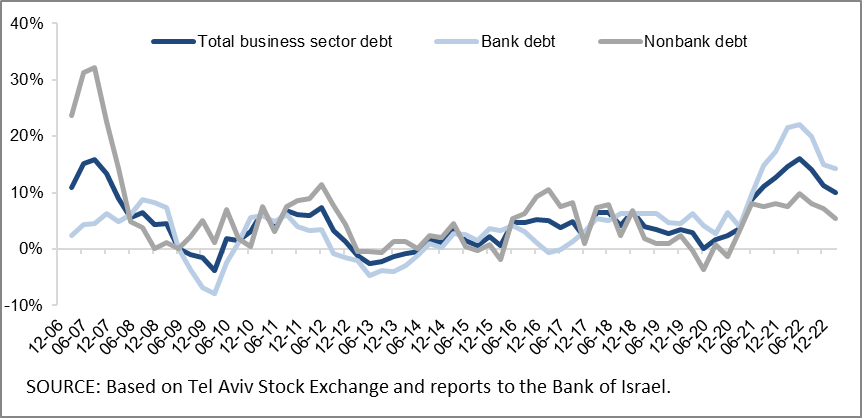 40%
Total business sector debt Bank debt Nonbank debt
30%
20%
10%
0%
-10%
12-06 06-07 12-07 06-08 12-08 06-09 12-09 06-10 12-10 06-11 12-11 06-12 12-12 06-13 12-13 06-14 12-14 06-15 12-15 06-16 12-16 06-17 12-17 06-18 12-18 06-19 12-19 06-20 12-20 06-21 12-21 06-22 12-22
SOURCE: Based on Tel Aviv Stock Exchange and reports to the Bank of Israel.